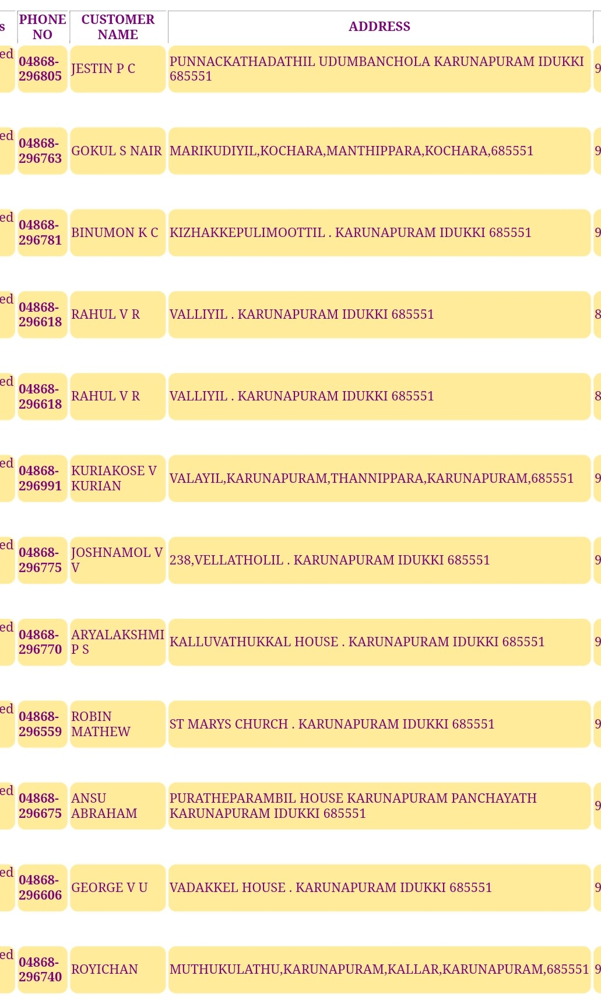 s
PHONE NO
CUSTOMER NAME
ADDRESS
ed
04868-
296805
JESTIN P C
PUNNACKATHADATHIL UDUMBANCHOLA KARUNAPURAM IDUKKI
685551
9
ed
04868-
296763
GOKUL S NAIR
MARIKUDIYIL,KOCHARA,MANTHIPPARA,KOCHARA,685551
9
ed
04868-
296781
BINUMON K C
KIZHAKKEPULIMOOTTIL . KARUNAPURAM IDUKKI 685551
9
ed
04868-
296618
RAHUL V R
VALLIYIL . KARUNAPURAM IDUKKI 685551
8
ed
04868-
296618
RAHUL V R
VALLIYIL . KARUNAPURAM IDUKKI 685551
8
ed
04868-
296991
KURIAKOSE V
KURIAN
VALAYIL,KARUNAPURAM,THANNIPPARA,KARUNAPURAM,685551
9
ed
04868-
296775
JOSHNAMOL V
V
238,VELLATHOLIL . KARUNAPURAM IDUKKI 685551
9
ed
04868-
296770
ARYALAKSHMI
P S
KALLUVATHUKKAL HOUSE . KARUNAPURAM IDUKKI 685551
9
ed
04868-
296559
ROBIN
MATHEW
ST MARYS CHURCH . KARUNAPURAM IDUKKI 685551
9
ed
04868-
296675
ANSU
ABRAHAM
PURATHEPARAMBIL HOUSE KARUNAPURAM PANCHAYATH
KARUNAPURAM IDUKKI 685551
9
ed
04868-
296606
GEORGE V U
VADAKKEL HOUSE . KARUNAPURAM IDUKKI 685551
9
ed
04868-
296740
ROYICHAN
MUTHUKULATHU,KARUNAPURAM,KALLAR,KARUNAPURAM,685551
9